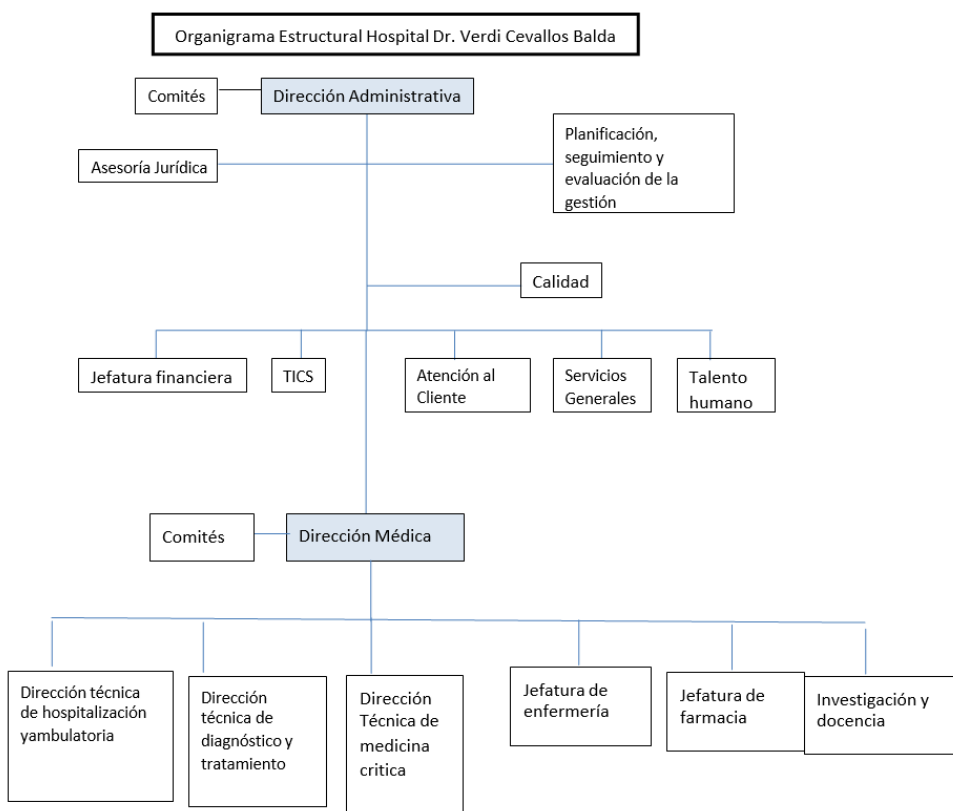 Organigrama Estructural Hospital Dr. Verdi Cevallos Balda
Comités
Dirección Administrativa
Asesoría Jurídica
Planificación,
seguimiento y
evaluación de la
gestión
Calidad
Jefatura financiera
TICS
Atención al
Cliente
Servicios
Generales
Talento
humano
Comités
Dirección Médica
Dirección técnica
de hospitalización
yambulatoria
Dirección
técnica de
diagnóstico y
tratamiento
Dirección
Técnica de
medicina
critica
Jefatura de
enfermería
Jefatura de
farmacia
Investigación y
docencia